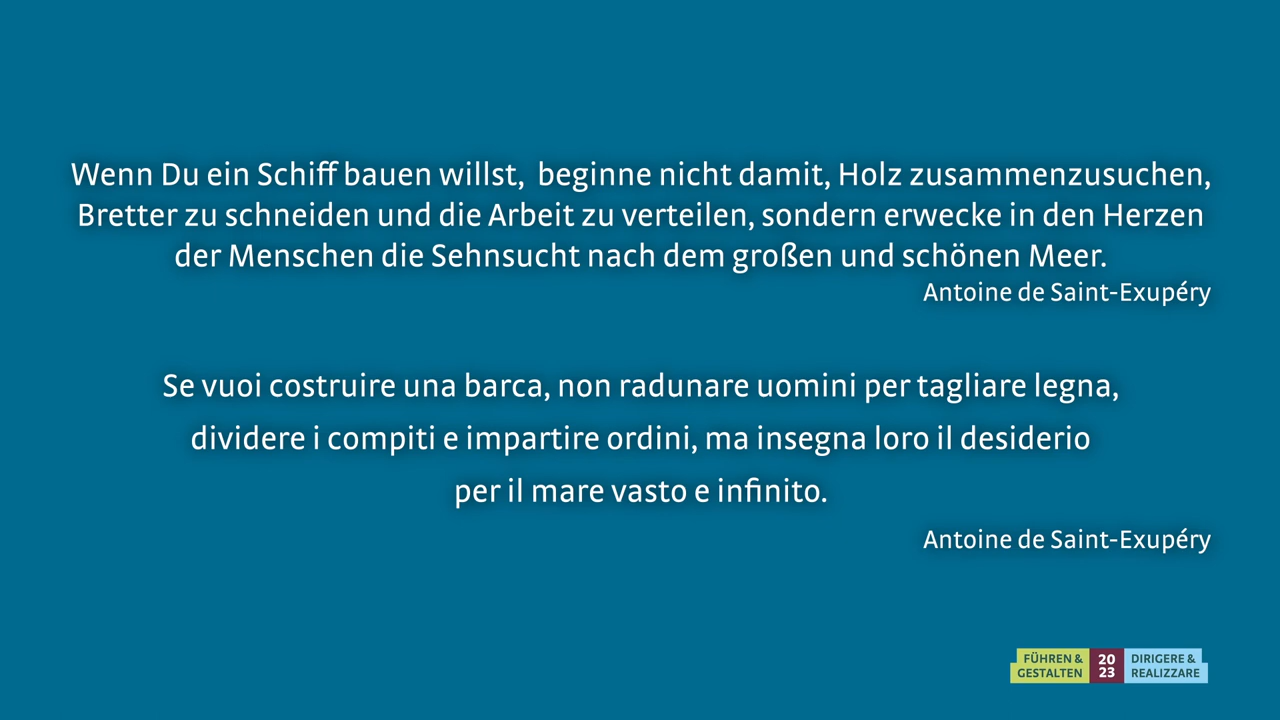 Wenn Du ein Schiff bauen willst,  beginne nicht damit, Holz zusammenzusuchen,
Bretter zu schneiden und die Arbeit zu verteilen, sondern erwecke in den Herzen
der Menschen die Sehnsucht nach dem großen und schönen Meer.
Antoine de Saint-Exupéry
Se vuoi costruire una barca, non radunare uomini per tagliare legna,
dividere i compiti e impartire ordini, ma insegna loro il desiderio
per il mare vasto e infinito.
Antoine de Saint-Exupéry
FÜHREN &
GESTALTEN
20
23
DIRIGERE &
REALIZZARE